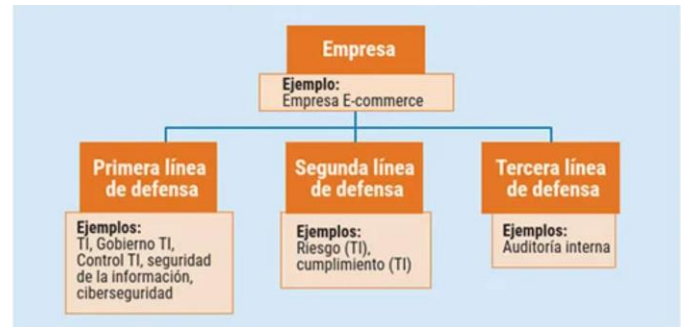 Empresa
Ejemplo:
Empresa E-commerce
Primera línea
de defensa
Ejemplos:
TI, Gobierno TI,
Control TI, seguridad
de la información,
ciberseguridad
Segunda línea
de defensa
Ejemplos:
Riesgo (TI),
cumplimiento (TI)
Tercera línea
de defensa
Ejemplos:
Auditoría interna